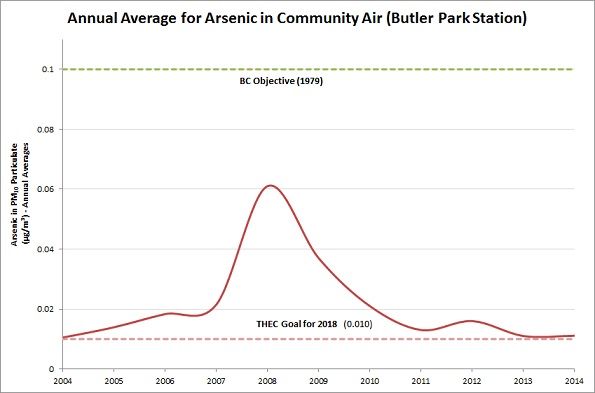 Annual Average for Arsenic in Community Air (Butler Park Station)
0.1
BC Objective (1979)
0.08
0.06
0.04
0.02
0
Arsenic in PM₁₀ Particulate
(µg/m³) - Annual Averages
THEC Goal for 2018 (0.010)
2004 2005 2006 2007 2008 2009 2010 2011 2012 2013 2014